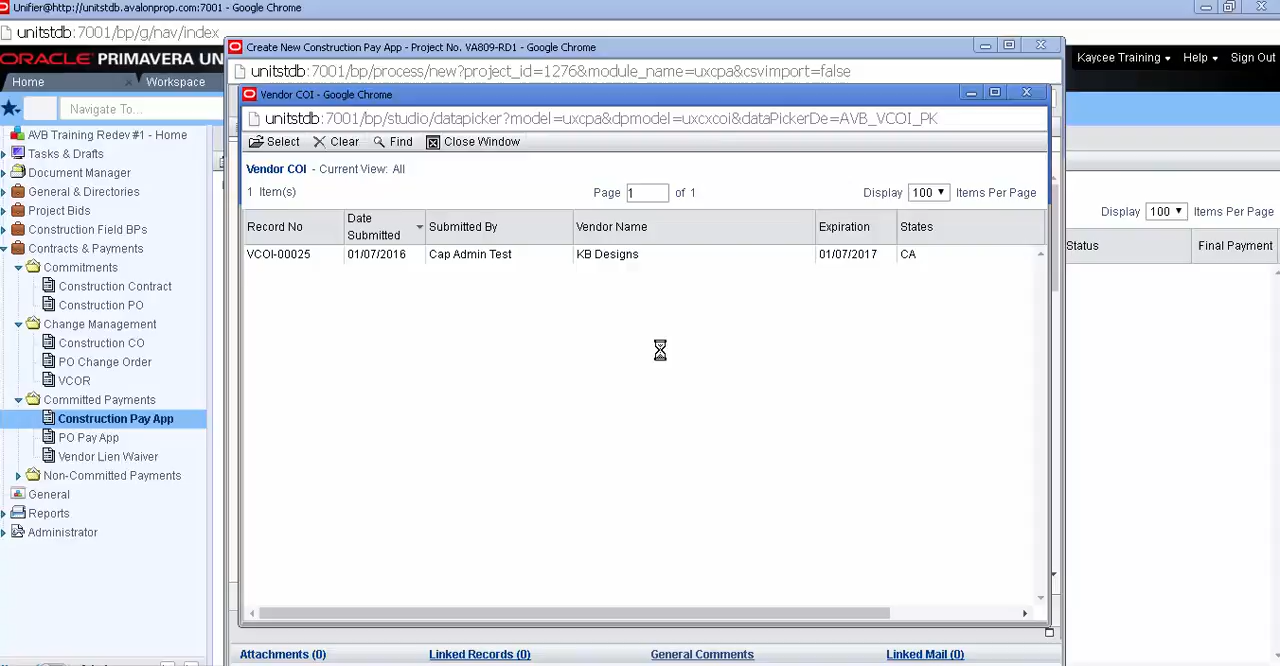 Unifier@http://unitstdb.avalonprop.com:7001 - Google Chrome
unitstdb:7001/bp/g/nav/index
ORACLE PRIMAVERA UN
Kaycee Training Help Sign Out
Home Workspace
Navigate To...
AVB Training Redev #1 - Home
Tasks & Drafts
Document Manager
General & Directories
Project Bids
Construction Field BPs
Contracts & Payments
Commitments
Construction Contract
Construction PO
Change Management
Construction CO
PO Change Order
VCOR
Committed Payments
Construction Pay App
PO Pay App
Vendor Lien Waiver
Non-Committed Payments
General
Reports
Administrator
Create New Construction Pay App - Project No. VA809-RD1 - Google Chrome
unitstdb:7001/bp/process/new?project_id=1276&module_name=uxcpa&csvimport=false
Vendor COI - Google Chrome
unitstdb:7001/bp/studio/datapicker?model=uxcpa&dpmodel=uxcxcoi&dataPickerDe=AVB_VCOI_PK
Select Clear Find Close Window
Vendor COI - Current View: All
1 Item(s) Page 1 of 1 Display 100 Items Per Page
Record No Date Submitted Submitted By Vendor Name Expiration States
VCOI-00025 01/07/2016 Cap Admin Test KB Designs 01/07/2017 CA
Display 100 Items Per Page
Status Final Payment
Attachments (0) Linked Records (0) General Comments Linked Mail (0)